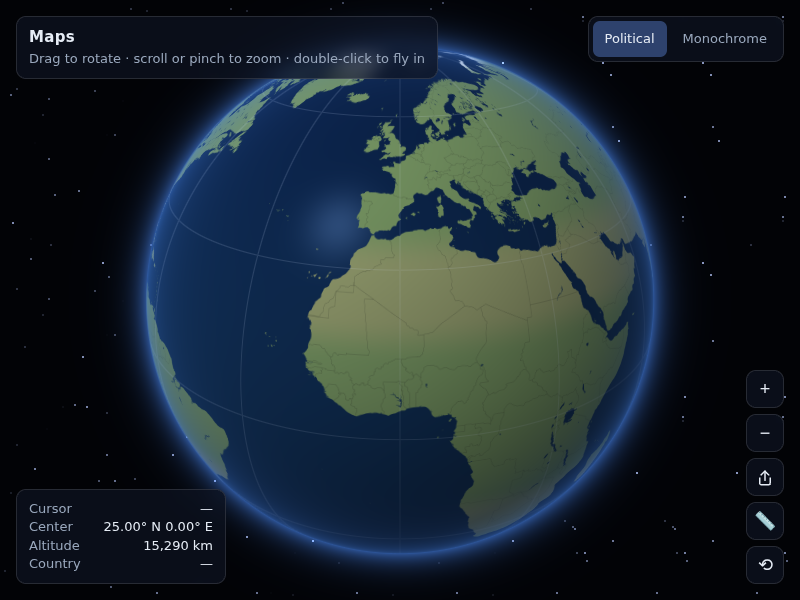 Maps
Drag to rotate · scroll or pinch to zoom · double-click to fly in
Political Monochrome
+
−
Cursor —
Center 25.00° N 0.00° E
Altitude 15,290 km
Country —